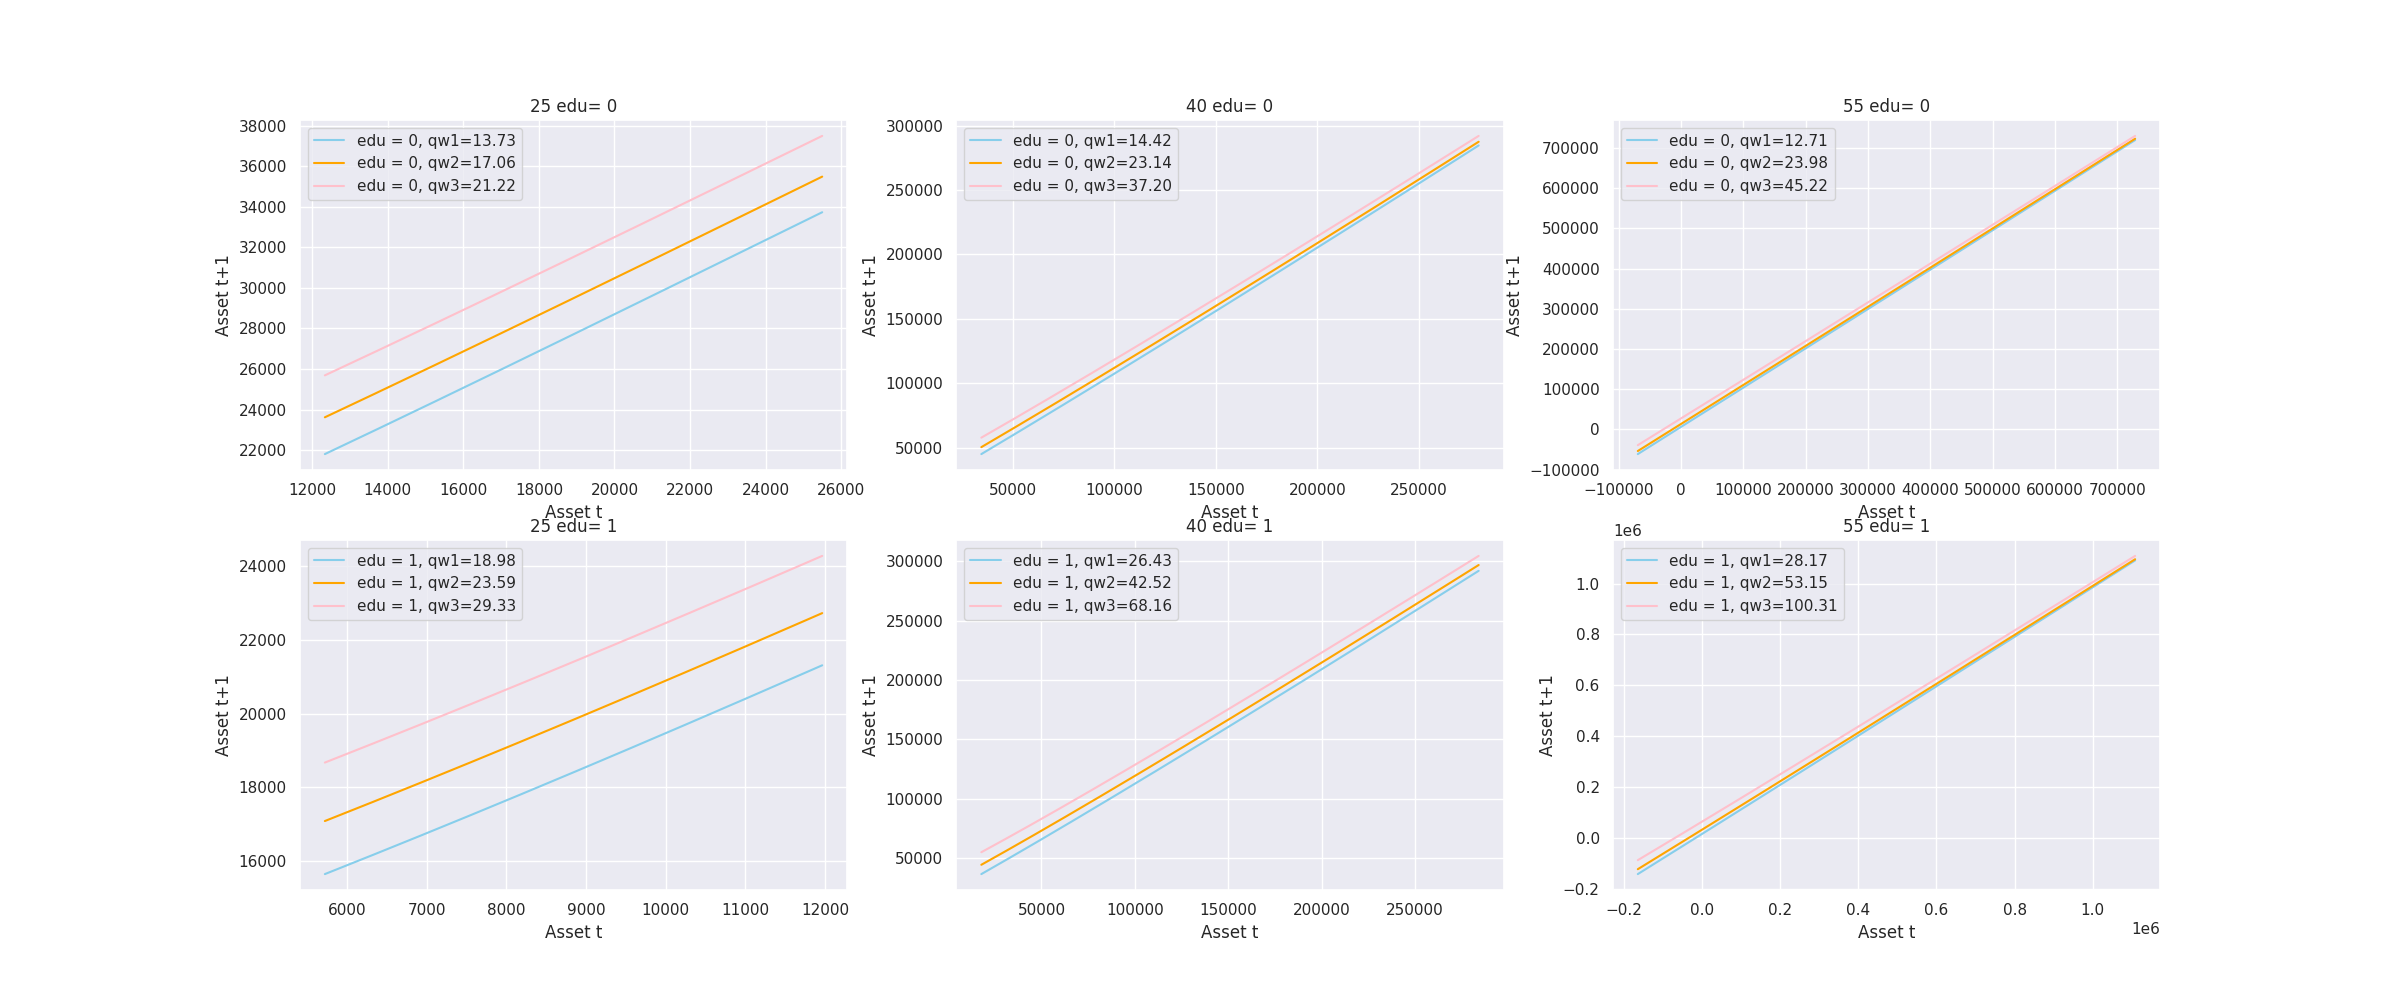 25 edu= 0
38000
36000
34000
32000
30000
28000
26000
24000
22000
Asset t+1
edu = 0, qw1=13.73
edu = 0, qw2=17.06
edu = 0, qw3=21.22
12000 14000 16000 18000 20000 22000 24000 26000
Asset t
40 edu= 0
300000
250000
200000
150000
100000
50000
Asset t+1
edu = 0, qw1=14.42
edu = 0, qw2=23.14
edu = 0, qw3=37.20
50000 100000 150000 200000 250000
Asset t
55 edu= 0
700000
600000
500000
400000
300000
200000
100000
0
−100000
Asset t+1
edu = 0, qw1=12.71
edu = 0, qw2=23.98
edu = 0, qw3=45.22
−100000 0 100000 200000 300000 400000 500000 600000 700000
Asset t
25 edu= 1
24000
22000
20000
18000
16000
Asset t+1
edu = 1, qw1=18.98
edu = 1, qw2=23.59
edu = 1, qw3=29.33
6000 7000 8000 9000 10000 11000 12000
Asset t
40 edu= 1
300000
250000
200000
150000
100000
50000
Asset t+1
edu = 1, qw1=26.43
edu = 1, qw2=42.52
edu = 1, qw3=68.16
50000 100000 150000 200000 250000
Asset t
55 edu= 1
1e6
1.0
0.8
0.6
0.4
0.2
0.0
−0.2
Asset t+1
edu = 1, qw1=28.17
edu = 1, qw2=53.15
edu = 1, qw3=100.31
−0.2 0.0 0.2 0.4 0.6 0.8 1.0
1e6
Asset t